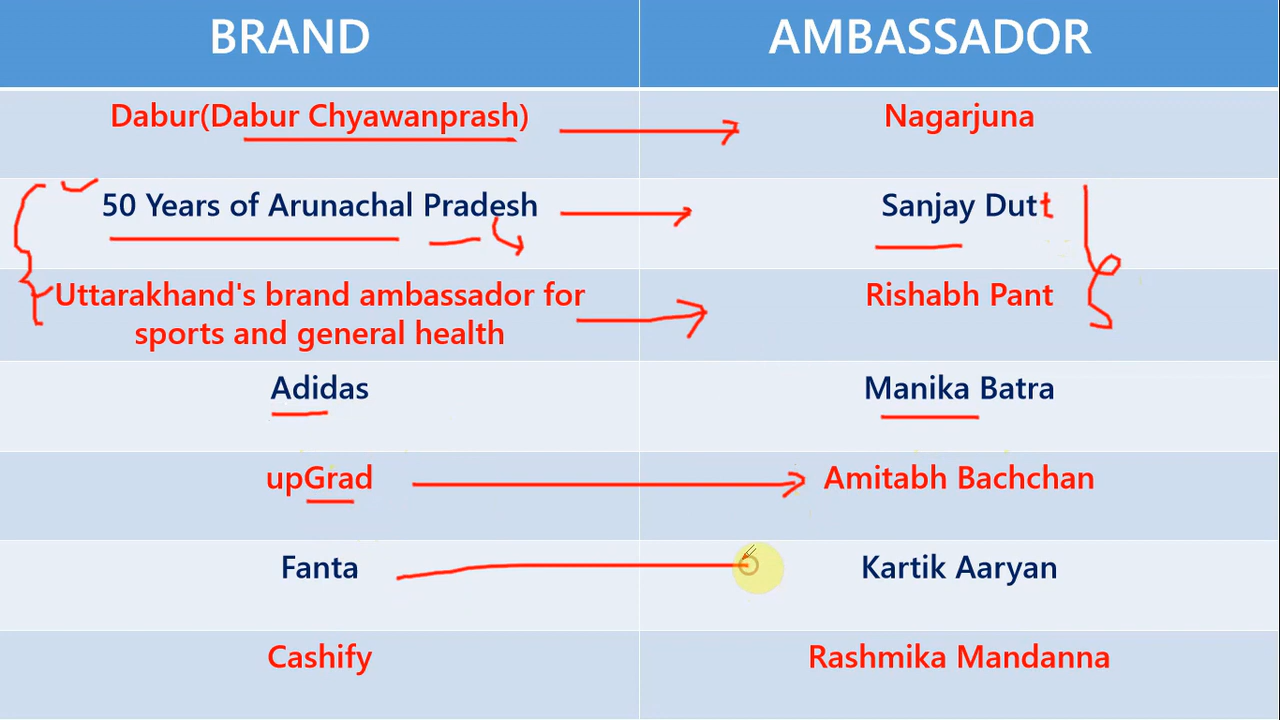 BRAND AMBASSADOR
Dabur(Dabur Chyawanprash) Nagarjuna
50 Years of Arunachal Pradesh Sanjay Dutt
Uttarakhand's brand ambassador for Rishabh Pant
sports and general health
Adidas Manika Batra
upGrad Amitabh Bachchan
Fanta Kartik Aaryan
Cashify Rashmika Mandanna